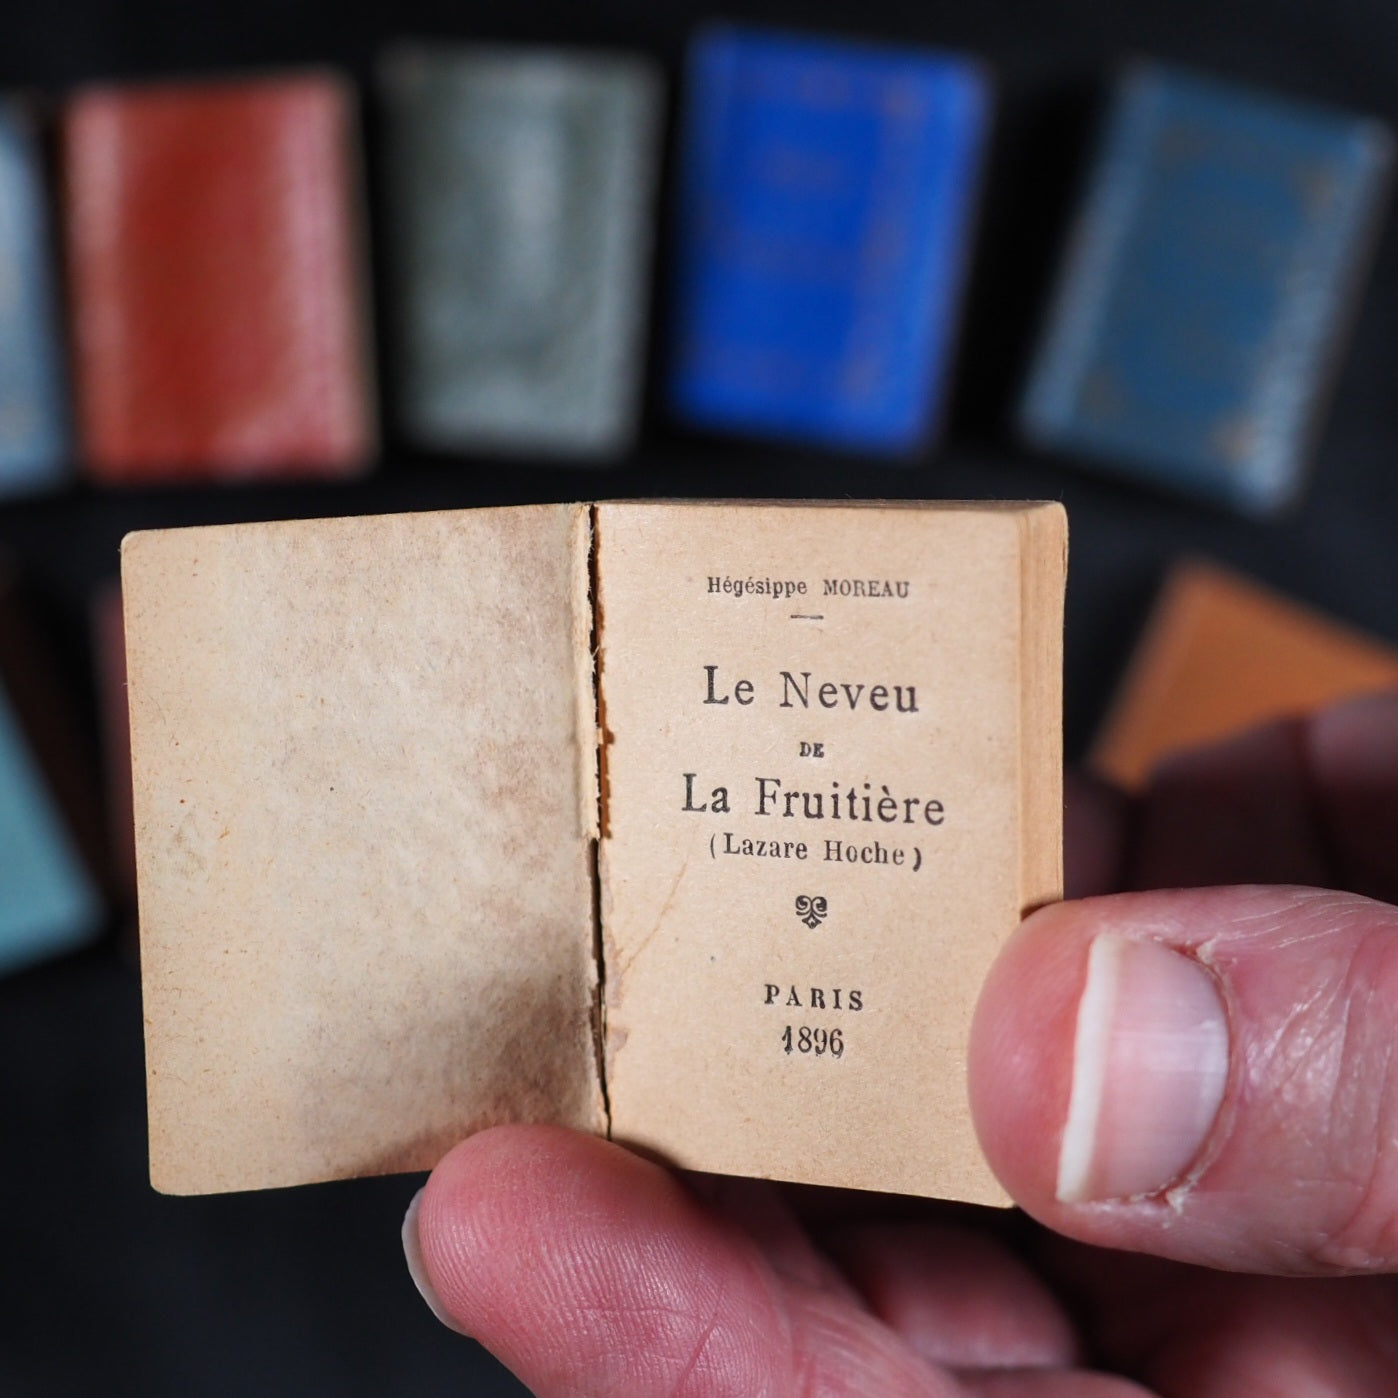 Hégésippe MOREAU
Le Neveu
DE
La Fruitière
(Lazare Hoche)
PARIS
1896